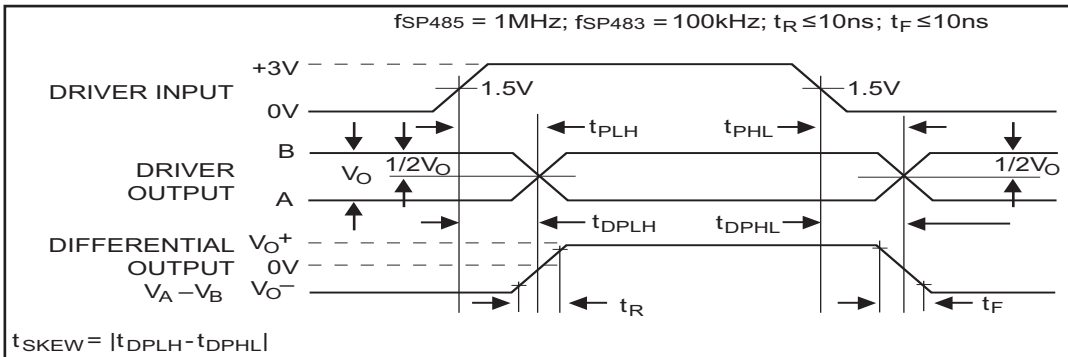 fSP485 = 1MHz; fSP483 = 100kHz; tR ≤ 10ns; tF ≤ 10ns
+3V
DRIVER INPUT
1.5V
1.5V
0V
tPLH
tPHL
B
DRIVER
OUTPUT
VO
1/2VO
1/2VO
A
tDPLH
tDPHL
DIFFERENTIAL
OUTPUT
VA – VB
VO+
0V
VO–
tR
tF
tSKEW = |tDPLH - tDPHL|